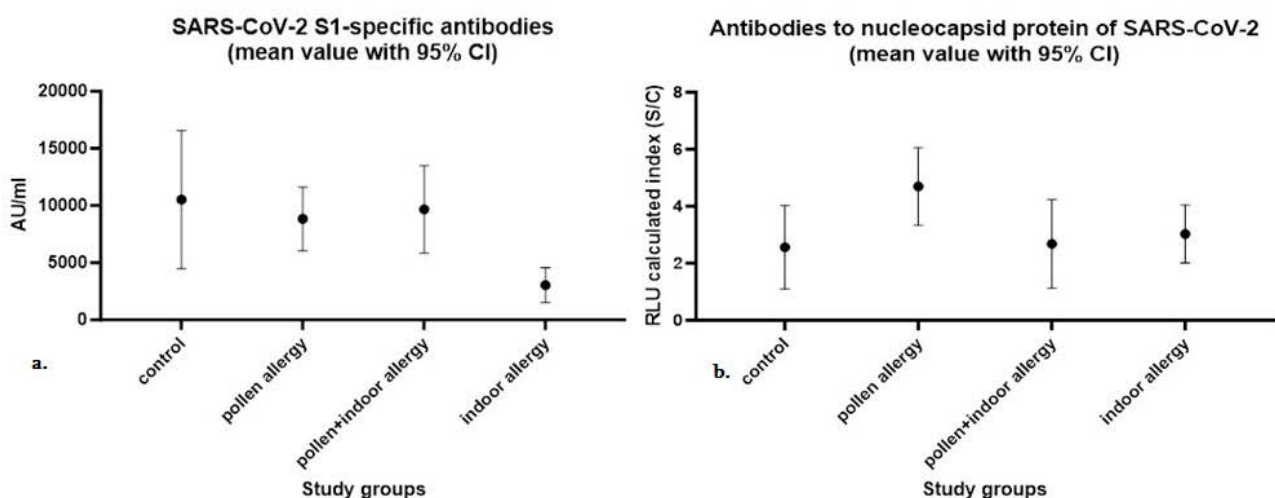 SARS-CoV-2 S1-specific antibodies
(mean value with 95% CI)
20000
15000
10000
5000
0
AU/ml
control
pollen allergy
pollen+indoor allergy
indoor allergy
Study groups
a.
Antibodies to nucleocapsid protein of SARS-CoV-2
(mean value with 95% CI)
8
6
4
2
0
RLU calculated index (S/C)
control
pollen allergy
pollen+indoor allergy
indoor allergy
Study groups
b.